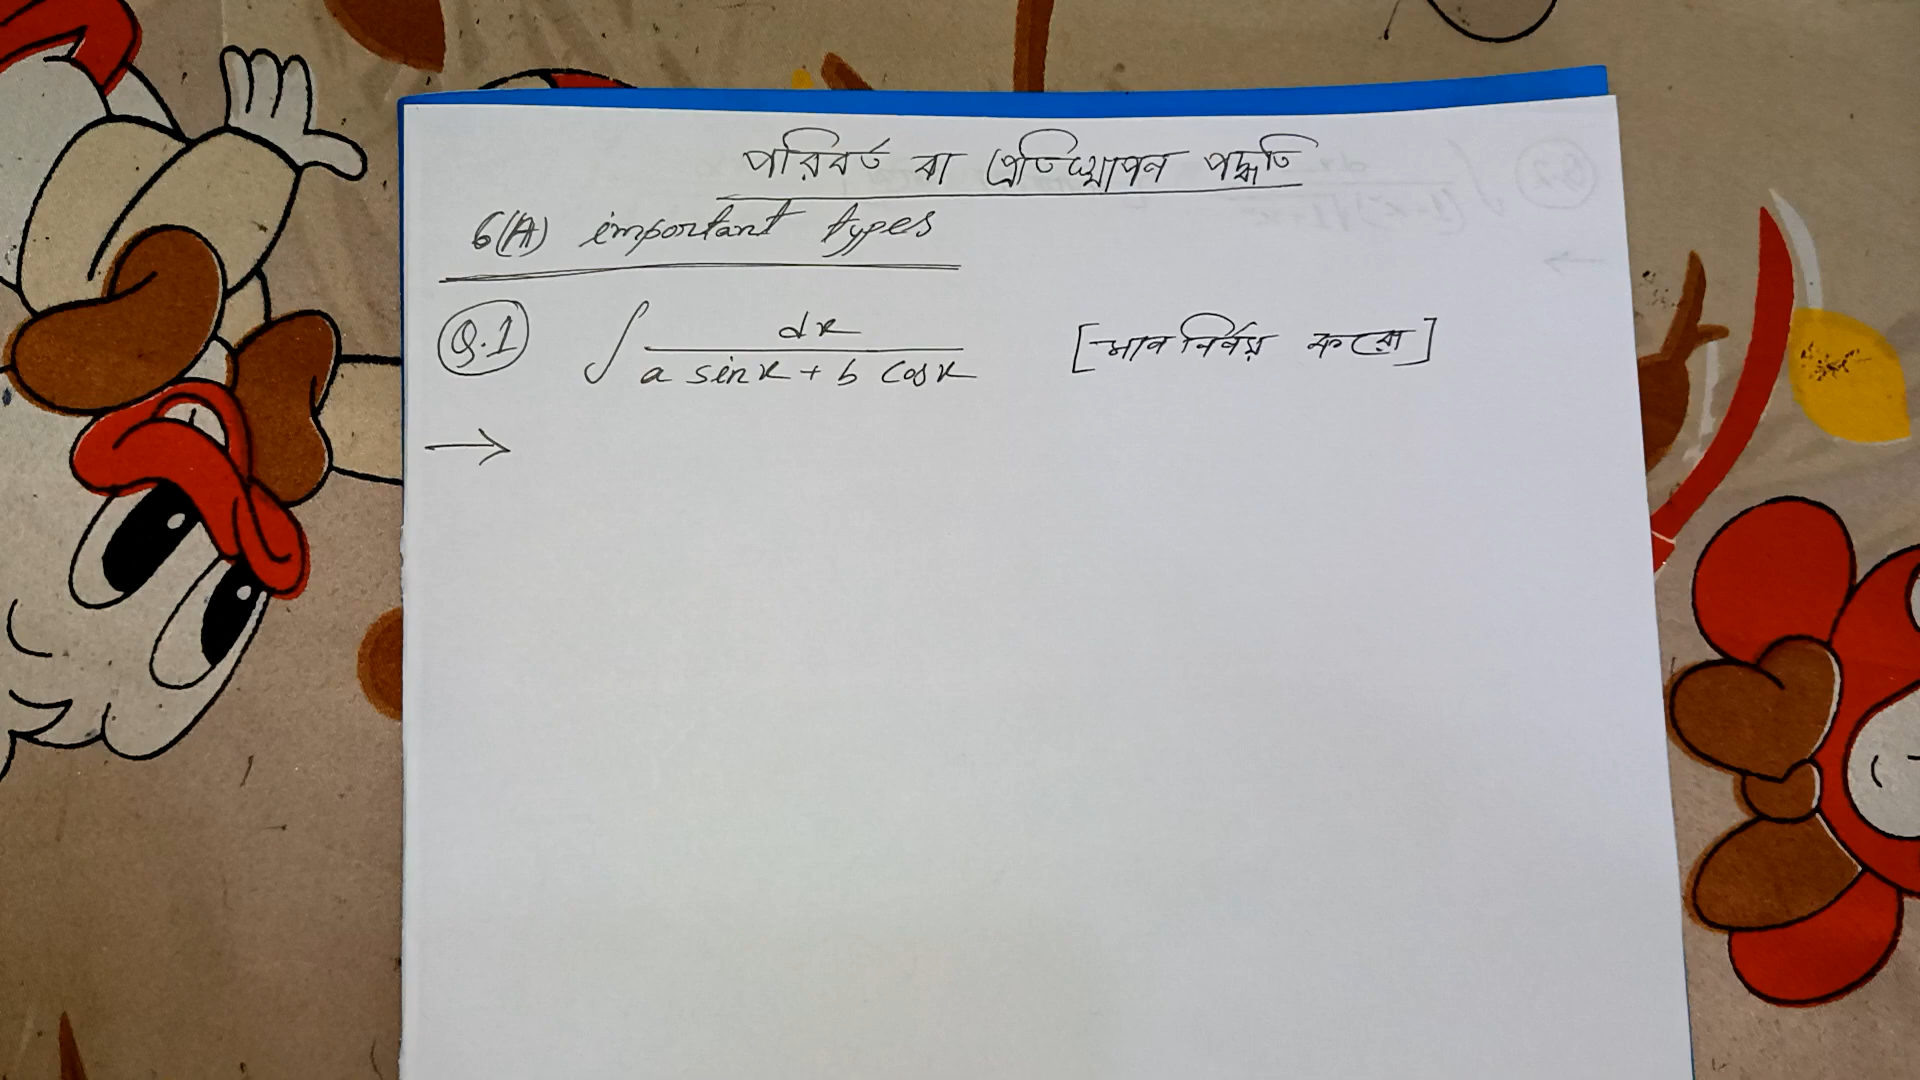 পরিবর্ত বা প্রতিস্থাপন পদ্ধতি
6(A) important types
Q.1 ∫ dx / (a sinx + b cosx) [মান নির্ণয় করো]
→